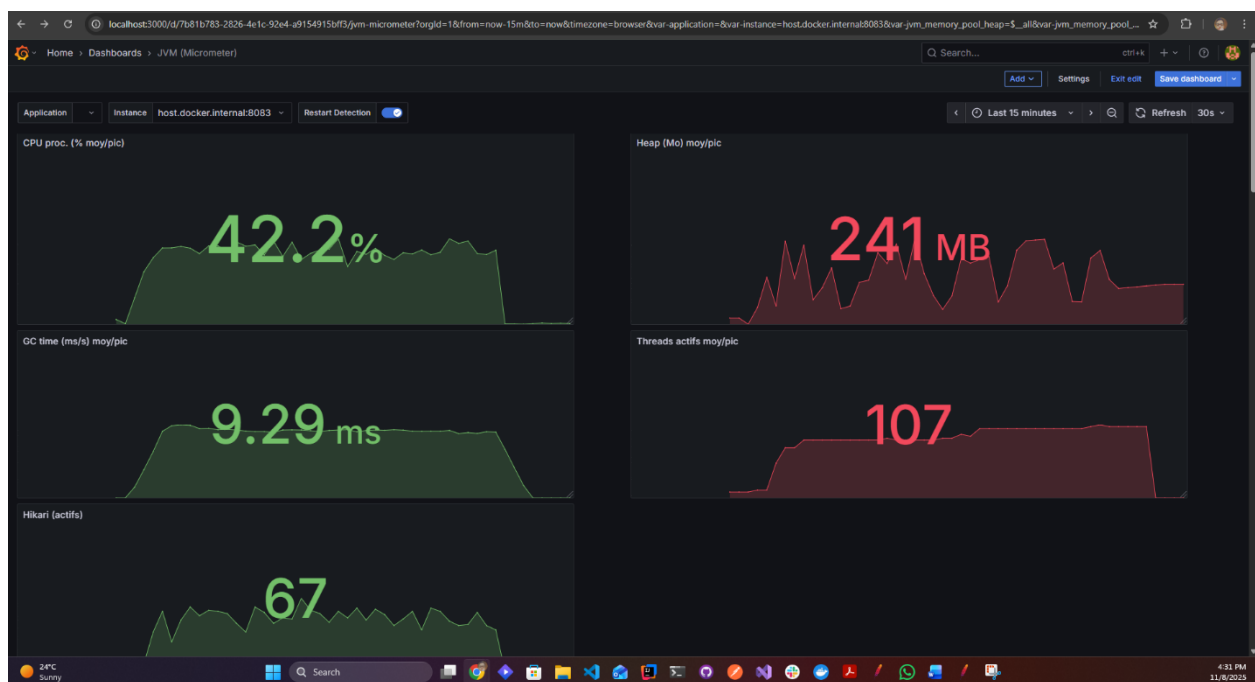 localhost:3000/d/7b81b783-2826-4e1c-92e4-a9154915bff3/jvm-micrometer?orgId=1&from=now-15m&to=now&timezone=browser&var-application=&var-instance=host.docker.internal:8083&var-jvm_memory_pool_heap=$__all&var-jvm_memory_pool_...
Home › Dashboards › JVM (Micrometer)
Search...
ctrl+k
Add
Settings
Exit edit
Save dashboard
Application
Instance
host.docker.internal:8083
Restart Detection
Last 15 minutes
Refresh
30s
CPU proc. (% moy/pic)
42.2%
Heap (Mo) moy/pic
241 MB
GC time (ms/s) moy/pic
9.29 ms
Threads actifs moy/pic
107
Hikari (actifs)
67
24°C
Sunny
Search
4:31 PM
11/8/2025